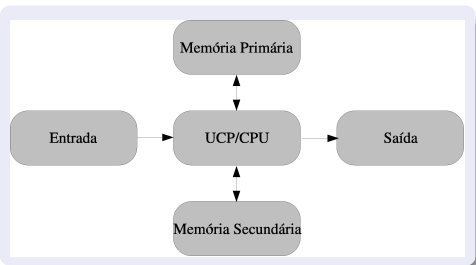 Memória Primária
Entrada
UCP/CPU
Saída
Memória Secundária